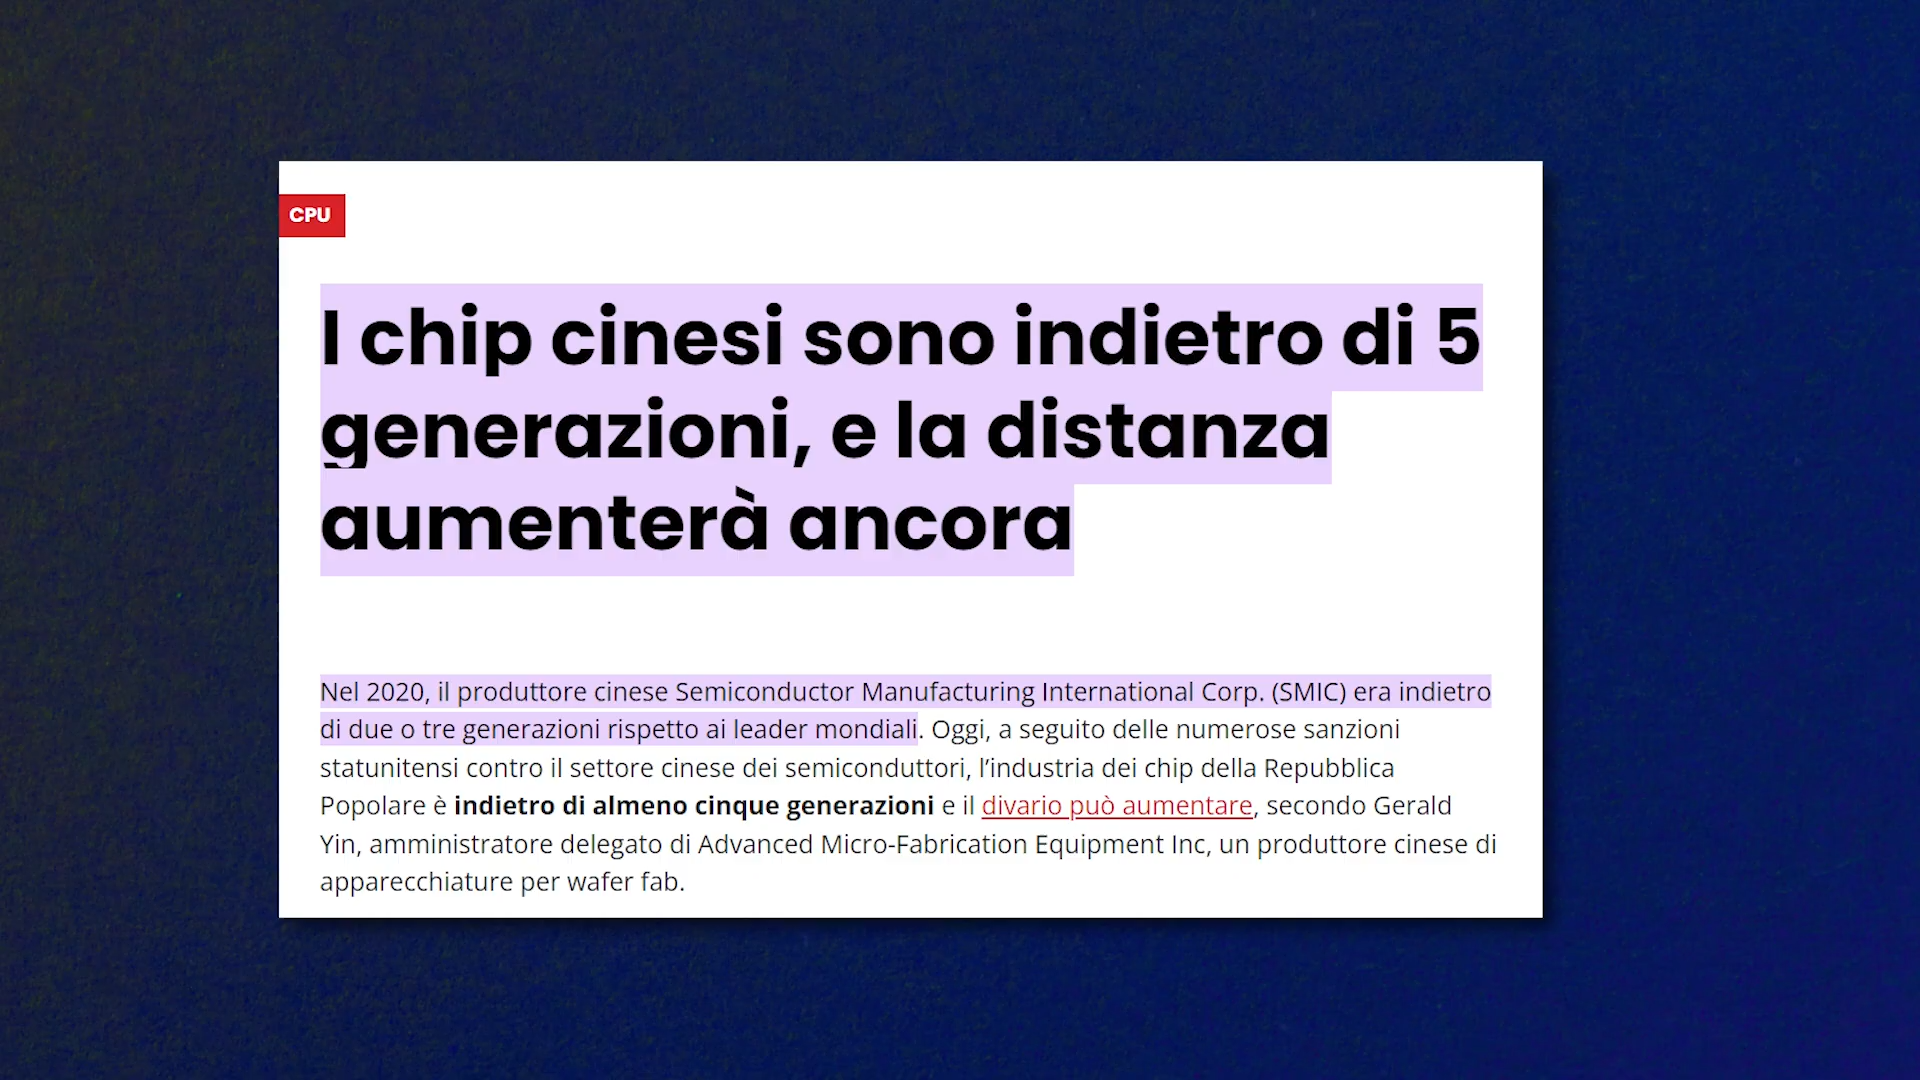 CPU
I chip cinesi sono indietro di 5
generazioni, e la distanza
aumenterà ancora
Nel 2020, il produttore cinese Semiconductor Manufacturing International Corp. (SMIC) era indietro
di due o tre generazioni rispetto ai leader mondiali. Oggi, a seguito delle numerose sanzioni
statunitensi contro il settore cinese dei semiconduttori, l’industria dei chip della Repubblica
Popolare è indietro di almeno cinque generazioni e il divario può aumentare, secondo Gerald
Yin, amministratore delegato di Advanced Micro-Fabrication Equipment Inc, un produttore cinese di
apparecchiature per wafer fab.